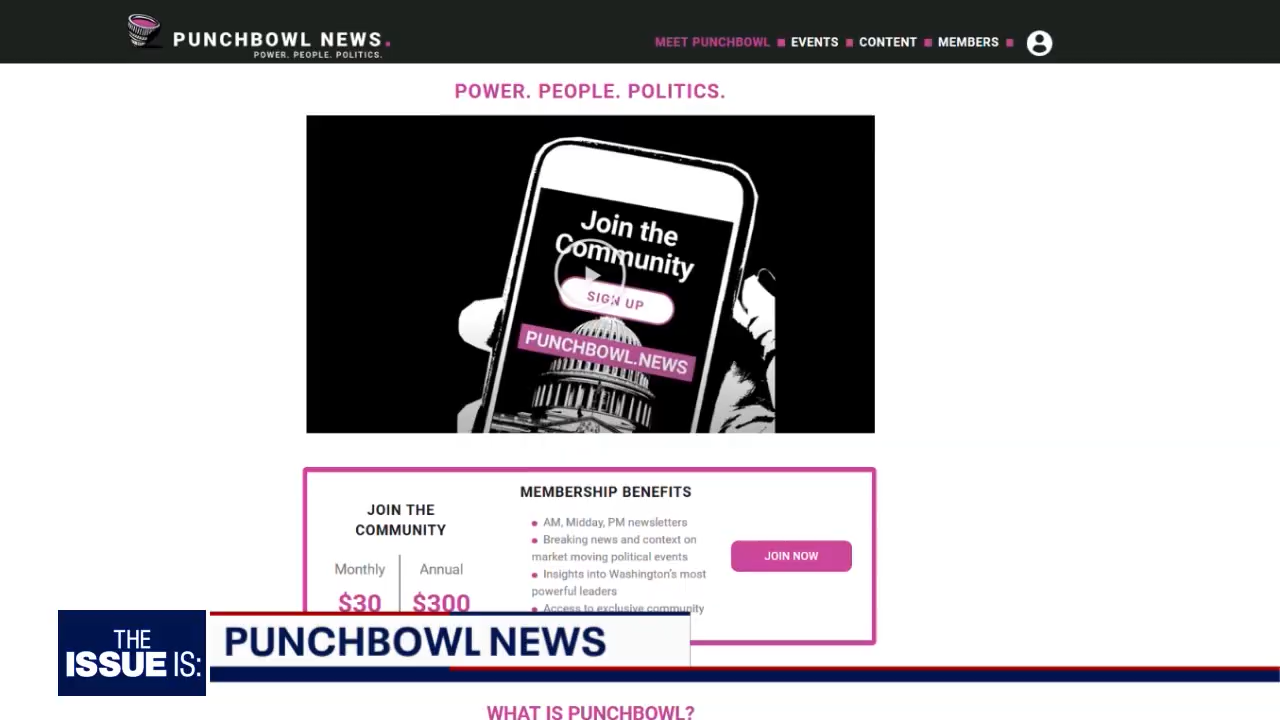 PUNCHBOWL NEWS.
POWER. PEOPLE. POLITICS.
MEET PUNCHBOWL EVENTS CONTENT MEMBERS
POWER. PEOPLE. POLITICS.
Join the
Community
SIGN UP
PUNCHBOWL.NEWS
JOIN THE
COMMUNITY
Monthly Annual
$30 $300
MEMBERSHIP BENEFITS
AM, Midday, PM newsletters
Breaking news and context on
market moving political events
Insights into Washington's most
powerful leaders
Access to exclusive community
JOIN NOW
THE
ISSUE IS:
PUNCHBOWL NEWS
WHAT IS PUNCHBOWL?